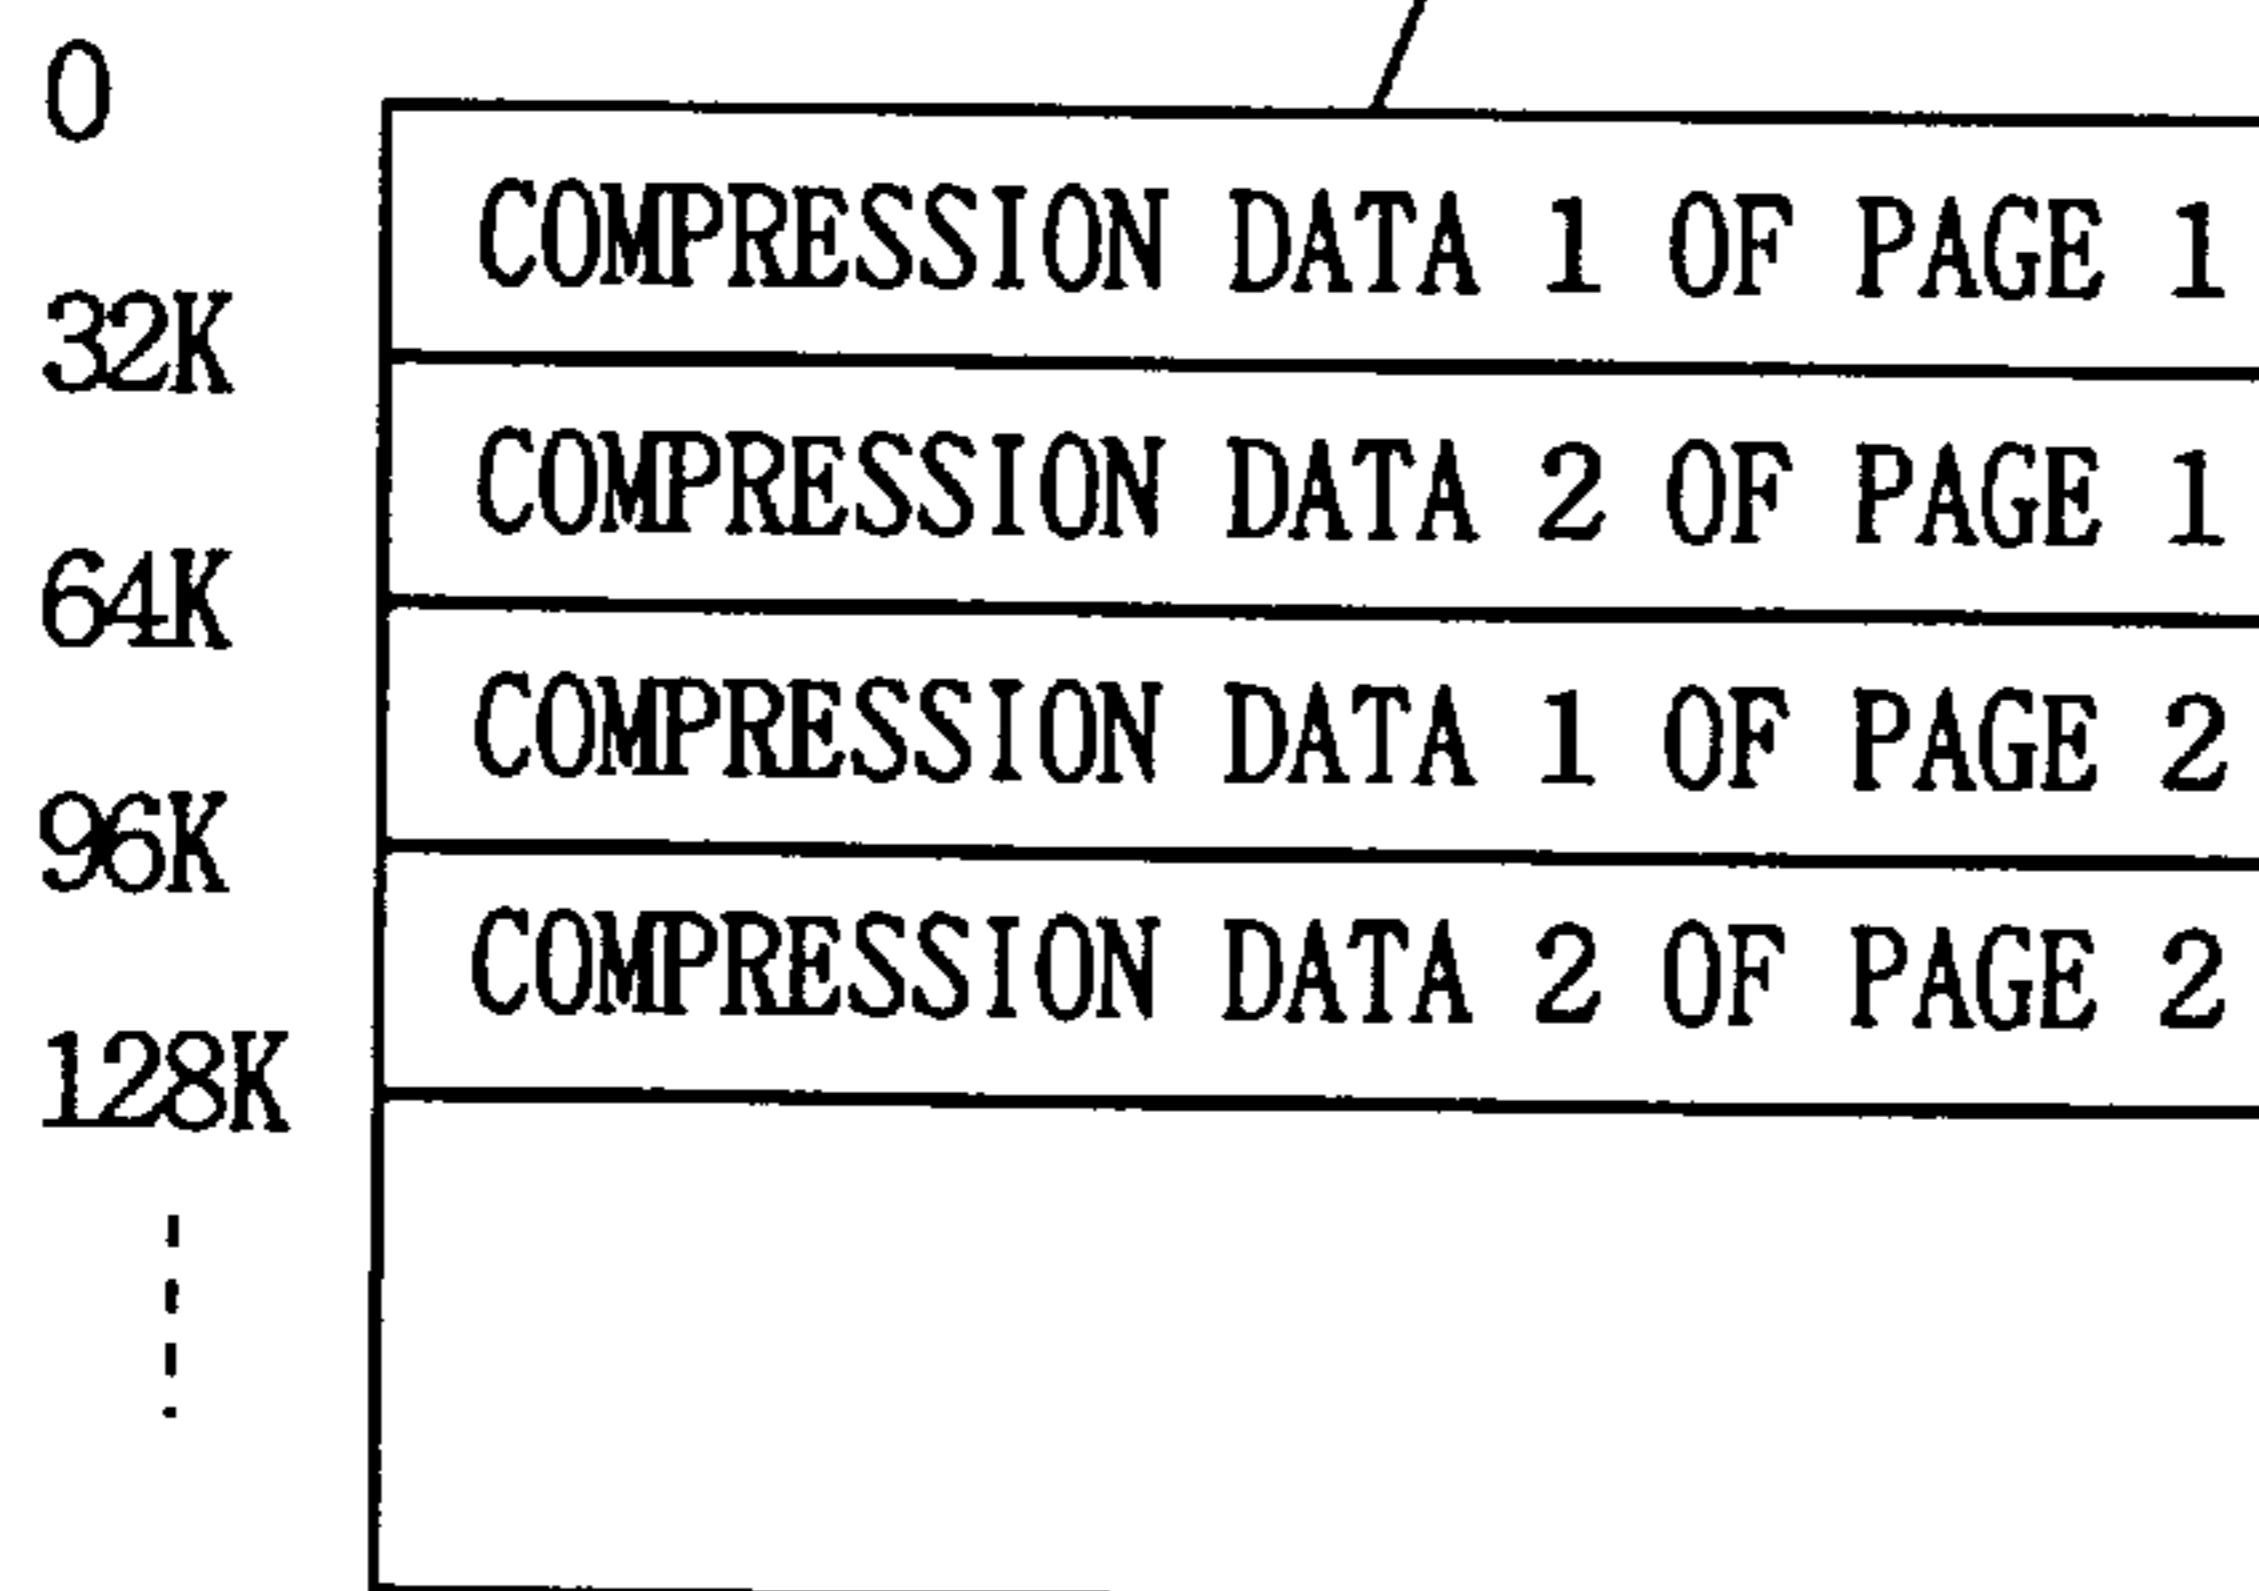 0
COMPRESSION DATA 1 OF PAGE 1
32K
COMPRESSION DATA 2 OF PAGE 1
64K
COMPRESSION DATA 1 OF PAGE 2
96K
COMPRESSION DATA 2 OF PAGE 2
128K